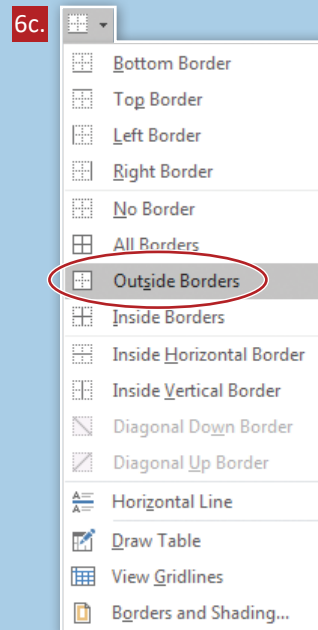 6c.
Bottom Border
Top Border
Left Border
Right Border
No Border
All Borders
Outside Borders
Inside Borders
Inside Horizontal Border
Inside Vertical Border
Diagonal Down Border
Diagonal Up Border
Horizontal Line
Draw Table
View Gridlines
Borders and Shading...